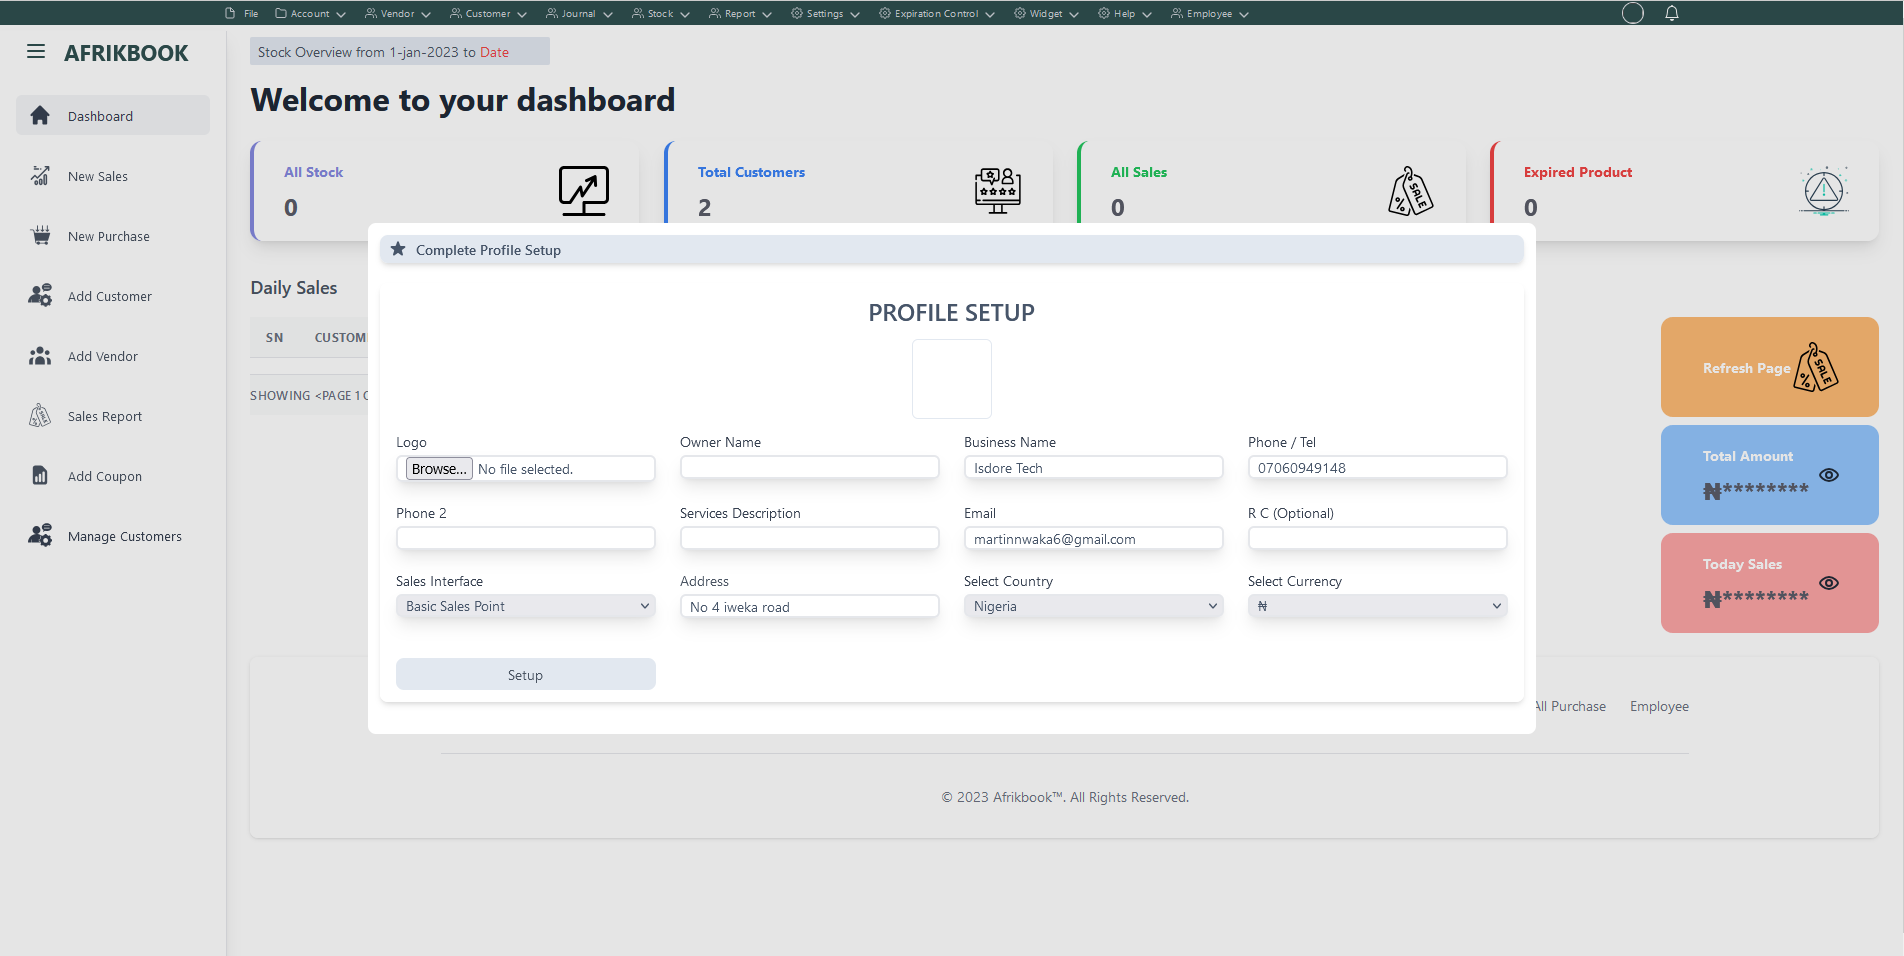 File Account Vendor Customer Journal Stock Report Settings Expiration Control Widget Help Employee
AFRIKBOOK
Stock Overview from 1-jan-2023 to Date
Welcome to your dashboard
Dashboard
New Sales
New Purchase
Add Customer
Add Vendor
Sales Report
Add Coupon
Manage Customers
All Stock
0
Total Customers
2
All Sales
0
SALE
%
Expired Product
0
Daily Sales
SN CUSTOM
SHOWING <PAGE 1 O
Complete Profile Setup
PROFILE SETUP
Logo
Browse... No file selected.
Owner Name
Business Name
Isdore Tech
Phone / Tel
07060949148
Phone 2
Services Description
Email
martinnwaka6@gmail.com
R C (Optional)
Sales Interface
Basic Sales Point
Address
No 4 iweka road
Select Country
Nigeria
Select Currency
₦
Setup
Refresh Page
SALE
%
Total Amount
₦********
Today Sales
₦********
All Purchase Employee
© 2023 Afrikbook™. All Rights Reserved.